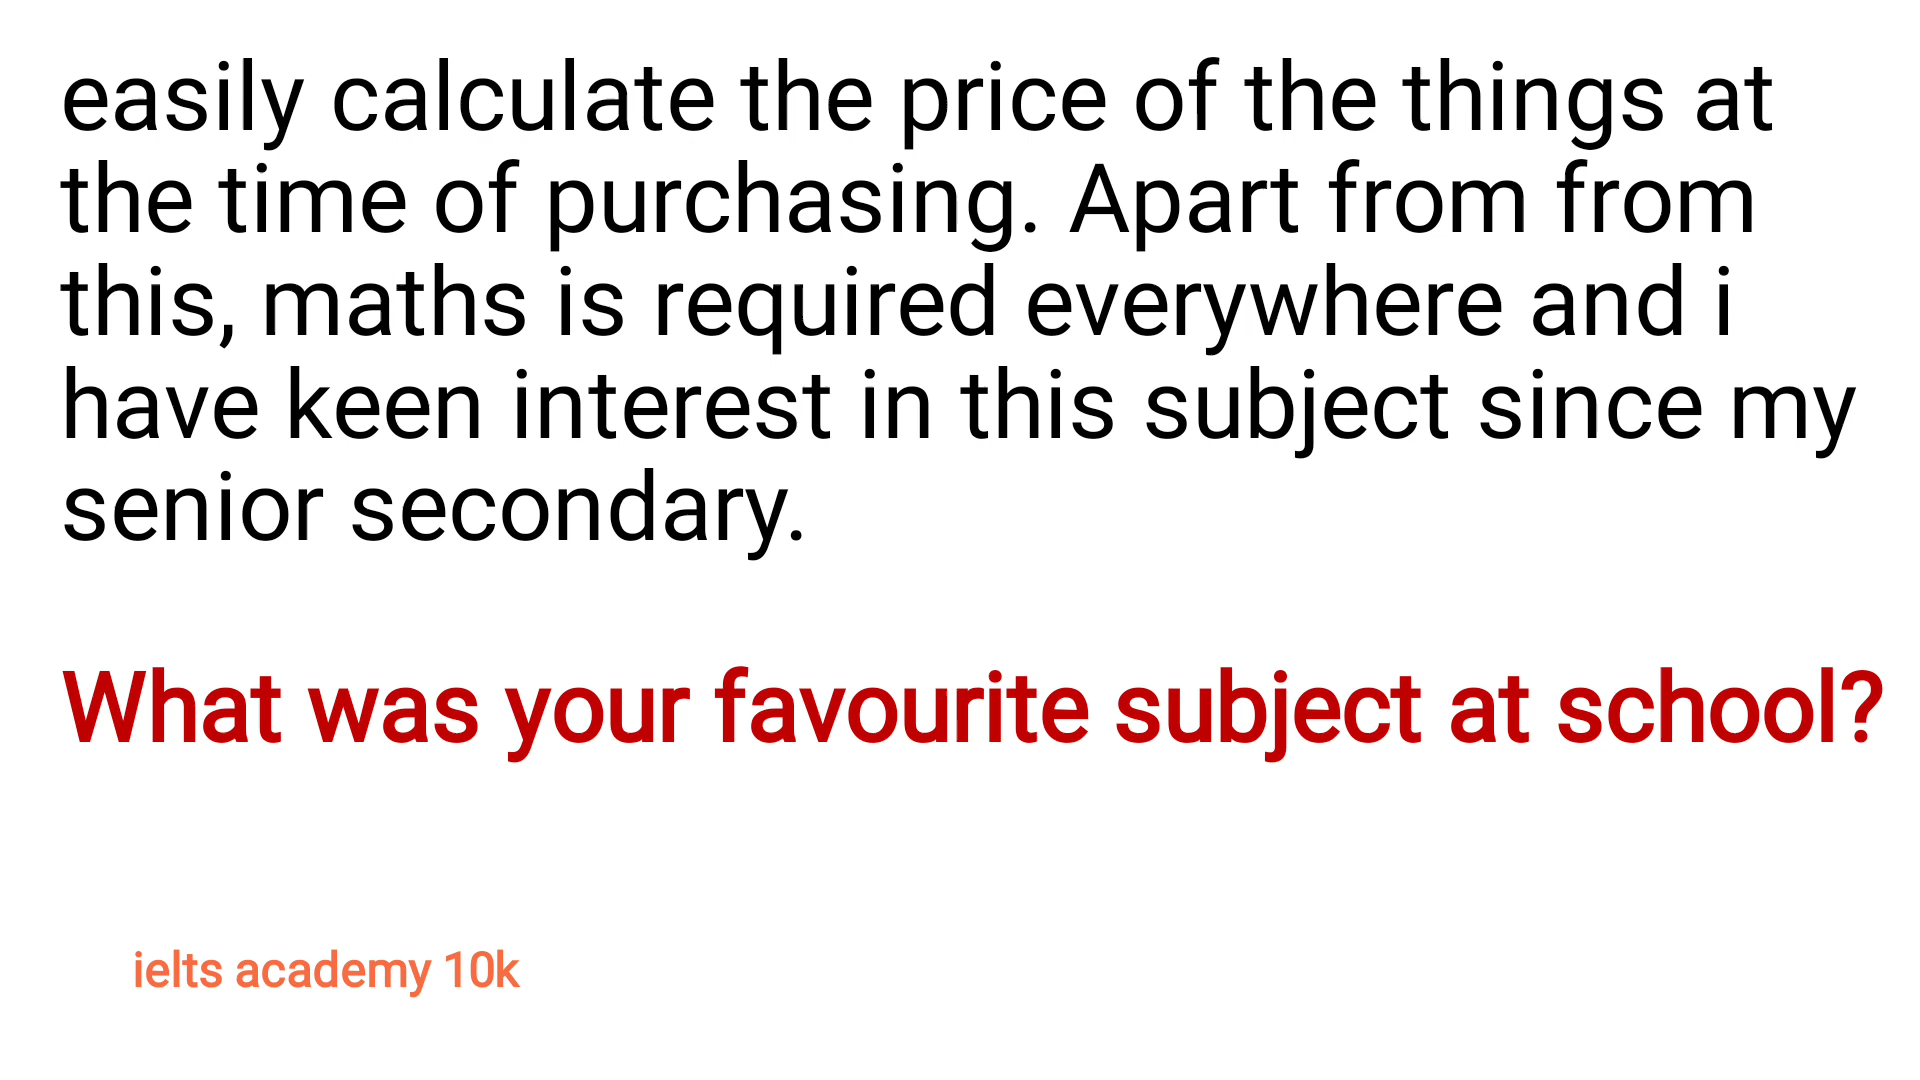 easily calculate the price of the things at
the time of purchasing. Apart from from
this, maths is required everywhere and i
have keen interest in this subject since my
senior secondary.
What was your favourite subject at school?
ielts academy 10k